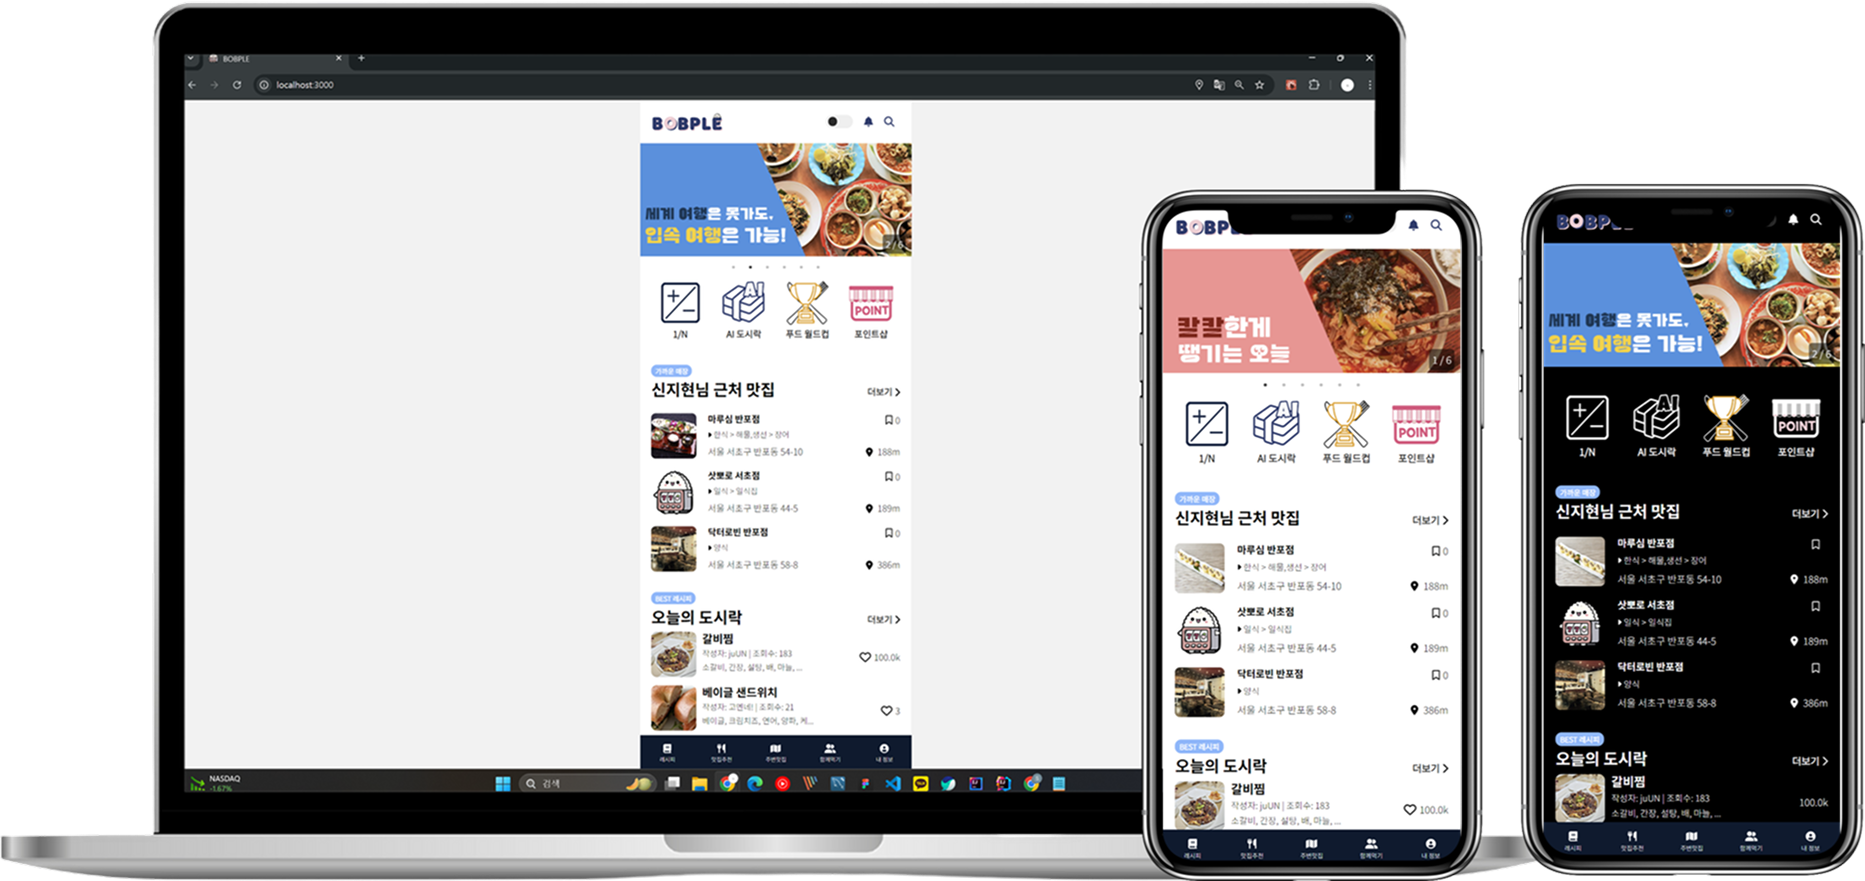 BOBPLE
localhost:3000
BOBPLE
세계 여행은 못가도,
입속 여행은 가능!
2/6
1/N
AI
AI 도시락
푸드 월드컵
POINT
포인트샵
가까운 매장
신지현님 근처 맛집
더보기
마루심 반포점
한식 > 해물,생선 > 장어
서울 서초구 반포동 54-10
0
188m
샷뽀로 서초점
일식 > 일식집
서울 서초구 반포동 44-5
0
189m
닥터로빈 반포점
양식
서울 서초구 반포동 58-8
0
386m
BEST 레시피
오늘의 도시락
더보기
갈비찜
작성자: juUN | 조회수: 183
소갈비, 간장, 설탕, 배, 마늘, ...
100.0k
베이글 샌드위치
작성자: 고멘네! | 조회수: 21
베이글, 크림치즈, 연어, 양파, 케...
3
레시피
맛집추천
주변맛집
함께먹기
내 정보
NASDAQ
-1.67%
검색
BOBPL
칼칼한게
땡기는 오늘
1/6
1/N
AI
AI 도시락
푸드 월드컵
POINT
포인트샵
가까운 매장
신지현님 근처 맛집
더보기
마루심 반포점
한식 > 해물,생선 > 장어
서울 서초구 반포동 54-10
0
188m
샷뽀로 서초점
일식 > 일식집
서울 서초구 반포동 44-5
0
189m
닥터로빈 반포점
양식
서울 서초구 반포동 58-8
0
386m
BEST 레시피
오늘의 도시락
더보기
갈비찜
작성자: juUN | 조회수: 183
소갈비, 간장, 설탕, 배, 마늘, ...
100.0k
레시피
맛집추천
주변맛집
함께먹기
내 정보
BOBPLE
세계 여행은 못가도,
입속 여행은 가능!
2/6
1/N
AI
AI 도시락
푸드 월드컵
POINT
포인트샵
가까운 매장
신지현님 근처 맛집
더보기
마루심 반포점
한식 > 해물,생선 > 장어
서울 서초구 반포동 54-10
188m
샷뽀로 서초점
일식 > 일식집
서울 서초구 반포동 44-5
189m
닥터로빈 반포점
양식
서울 서초구 반포동 58-8
386m
BEST 레시피
오늘의 도시락
더보기
갈비찜
작성자: juUN | 조회수: 183
소갈비, 간장, 설탕, 배, 마늘, ...
100.0k
레시피
맛집추천
주변맛집
함께먹기
내 정보